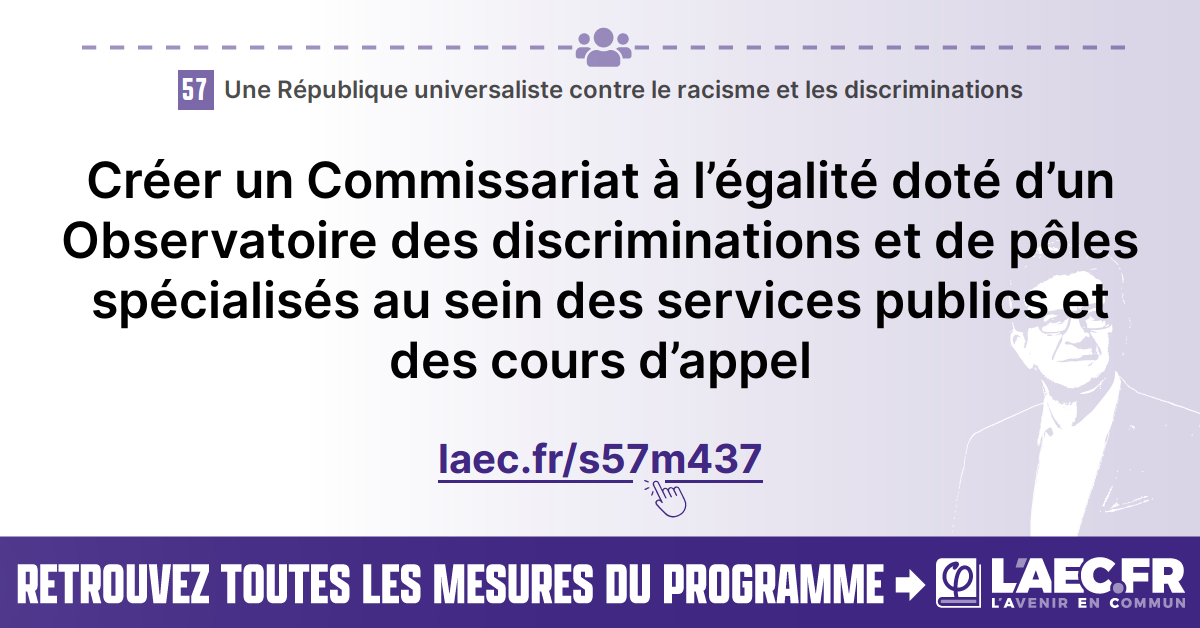 57 Une République universaliste contre le racisme et les discriminations
Créer un Commissariat à l’égalité doté d’un
Observatoire des discriminations et de pôles
spécialisés au sein des services publics et
des cours d’appel
laec.fr/s57m437
RETROUVEZ TOUTES LES MESURES DU PROGRAMME → φ L'AEC.FR
L'AVENIR EN COMMUN